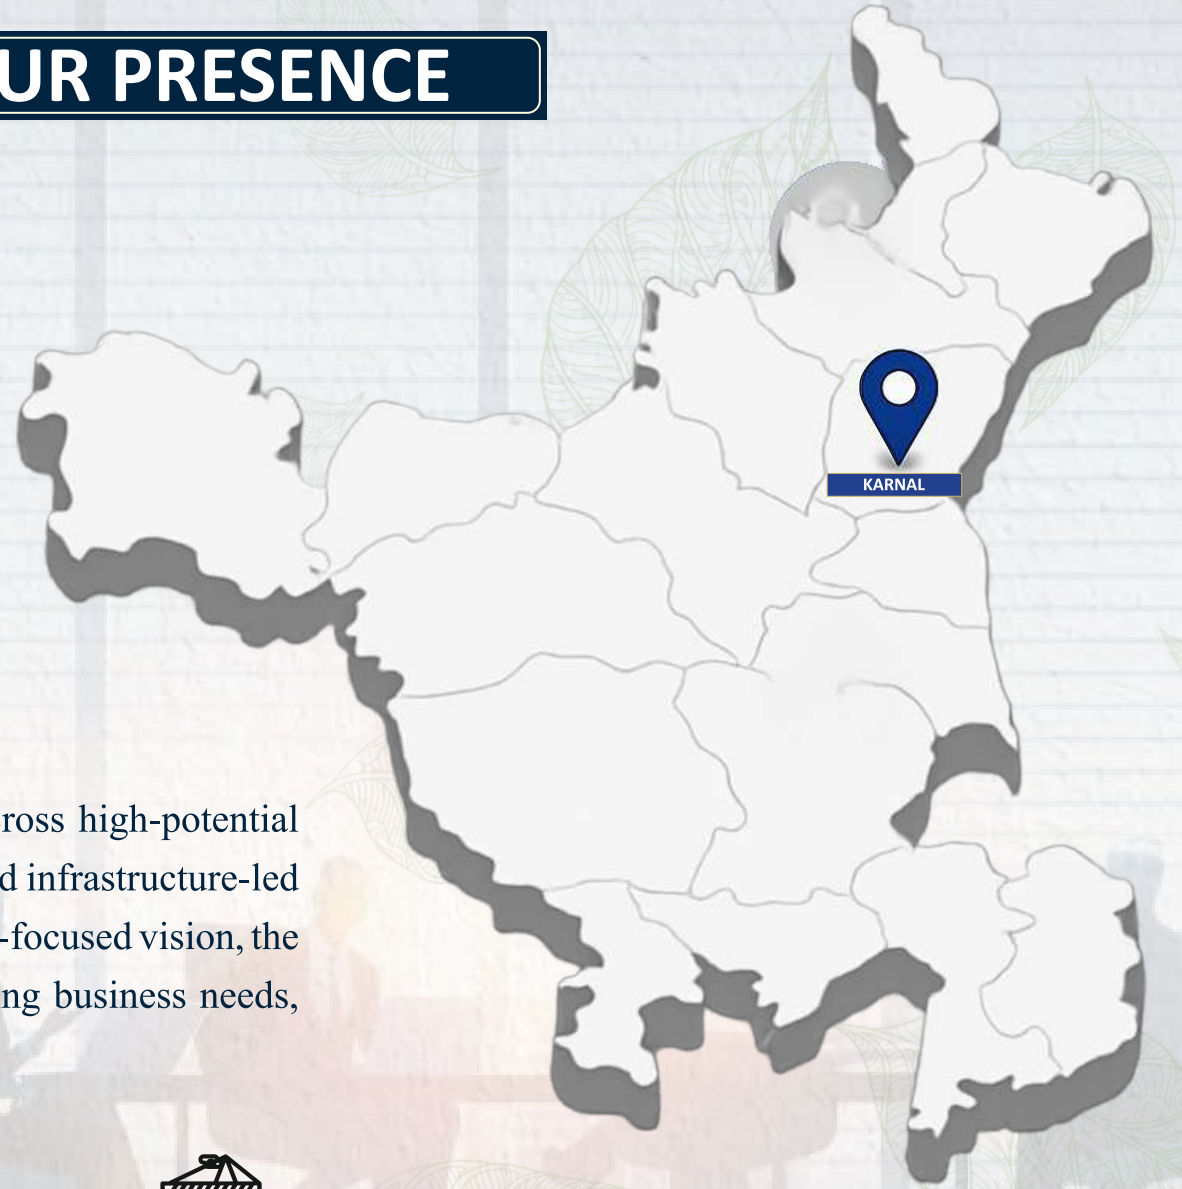 UR PRESENCE
KARNAL
ross high-potential
d infrastructure-led
-focused vision, the
ng business needs,